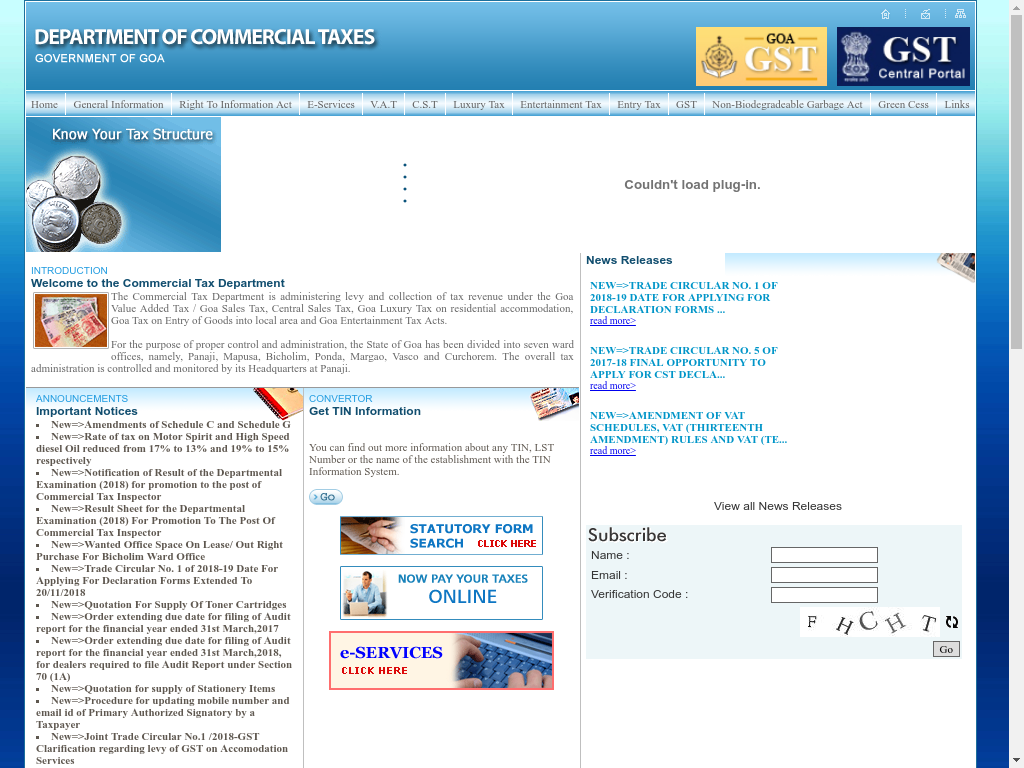 DEPARTMENT OF COMMERCIAL TAXES
GOVERNMENT OF GOA
GOA
GST
GST
Central Portal
Home
General Information
Right To Information Act
E-Services
V.A.T
C.S.T
Luxury Tax
Entertainment Tax
Entry Tax
GST
Non-Biodegradeable Garbage Act
Green Cess
Links
Know Your Tax Structure
Couldn't load plug-in.
INTRODUCTION
Welcome to the Commercial Tax Department
The Commercial Tax Department is administering levy and collection of tax revenue under the Goa
Value Added Tax / Goa Sales Tax, Central Sales Tax, Goa Luxury Tax on residential accommodation,
Goa Tax on Entry of Goods into local area and Goa Entertainment Tax Acts.
For the purpose of proper control and administration, the State of Goa has been divided into seven ward
offices, namely, Panaji, Mapusa, Bicholim, Ponda, Margao, Vasco and Curchorem. The overall tax
administration is controlled and monitored by its Headquarters at Panaji.
ANNOUNCEMENTS
Important Notices
New=>Amendments of Schedule C and Schedule G
New=>Rate of tax on Motor Spirit and High Speed
diesel Oil reduced from 17% to 13% and 19% to 15%
respectively
New=>Notification of Result of the Departmental
Examination (2018) for promotion to the post of
Commercial Tax Inspector
New=>Result Sheet for the Departmental
Examination (2018) For Promotion To The Post Of
Commercial Tax Inspector
New=>Wanted Office Space On Lease/ Out Right
Purchase For Bicholim Ward Office
New=>Trade Circular No. 1 of 2018-19 Date For
Applying For Declaration Forms Extended To
20/11/2018
New=>Quotation For Supply Of Toner Cartridges
New=>Order extending due date for filing of Audit
report for the financial year ended 31st March,2017
New=>Order extending due date for filing of Audit
report for the financial year ended 31st March,2018,
for dealers required to file Audit Report under Section
70 (1A)
New=>Quotation for supply of Stationery Items
New=>Procedure for updating mobile number and
email id of Primary Authorized Signatory by a
Taxpayer
New=>Joint Trade Circular No.1 /2018-GST
Clarification regarding levy of GST on Accomodation
Services
CONVERTOR
Get TIN Information
You can find out more information about any TIN, LST
Number or the name of the establishment with the TIN
Information System.
Go
STATUTORY FORM
SEARCH CLICK HERE
NOW PAY YOUR TAXES
ONLINE
e-SERVICES
CLICK HERE
News Releases
NEW=>TRADE CIRCULAR NO. 1 OF
2018-19 DATE FOR APPLYING FOR
DECLARATION FORMS ...
read more>
NEW=>TRADE CIRCULAR NO. 5 OF
2017-18 FINAL OPPORTUNITY TO
APPLY FOR CST DECLA...
read more>
NEW=>AMENDMENT OF VAT
SCHEDULES, VAT (THIRTEENTH
AMENDMENT) RULES AND VAT (TE...
read more>
View all News Releases
Subscribe
Name :
Email :
Verification Code :
F H C H T
Go